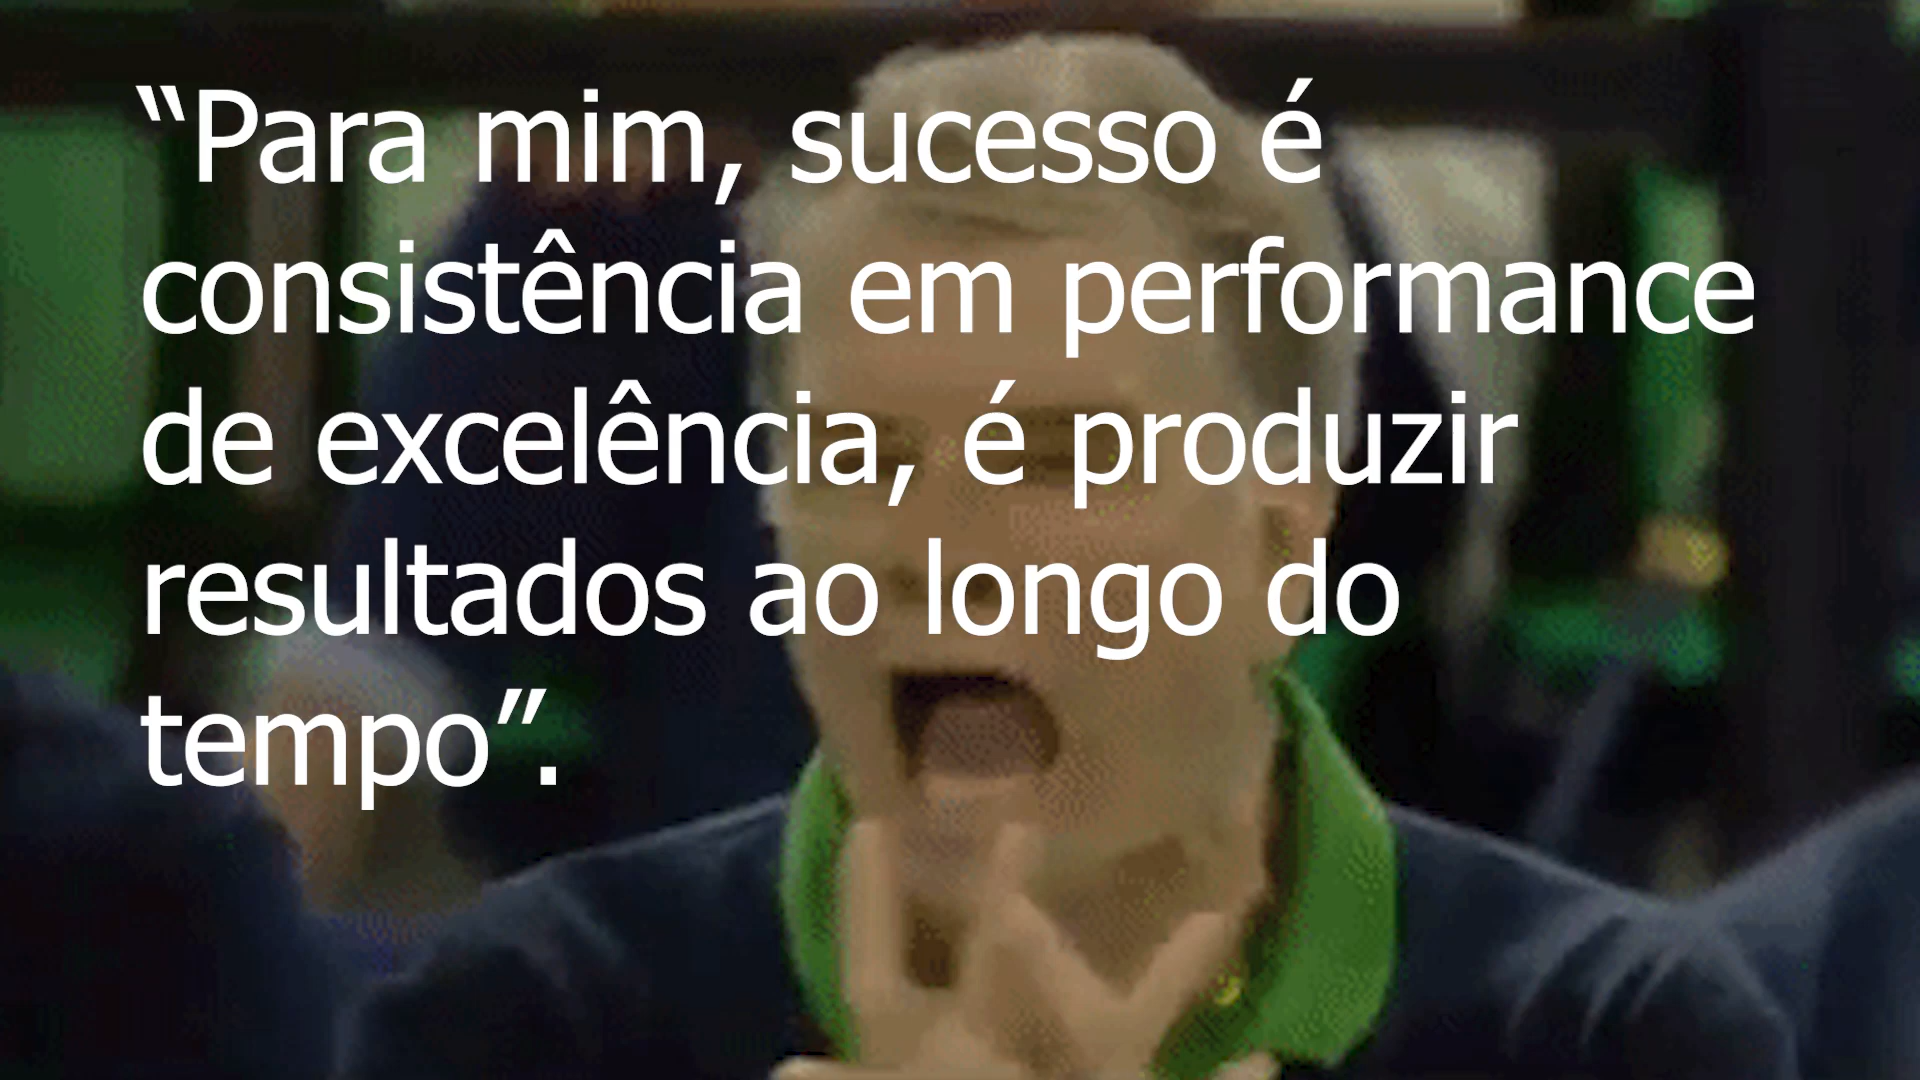 “Para mim, sucesso é
consistência em performance
de excelência, é produzir
resultados ao longo do
tempo”.